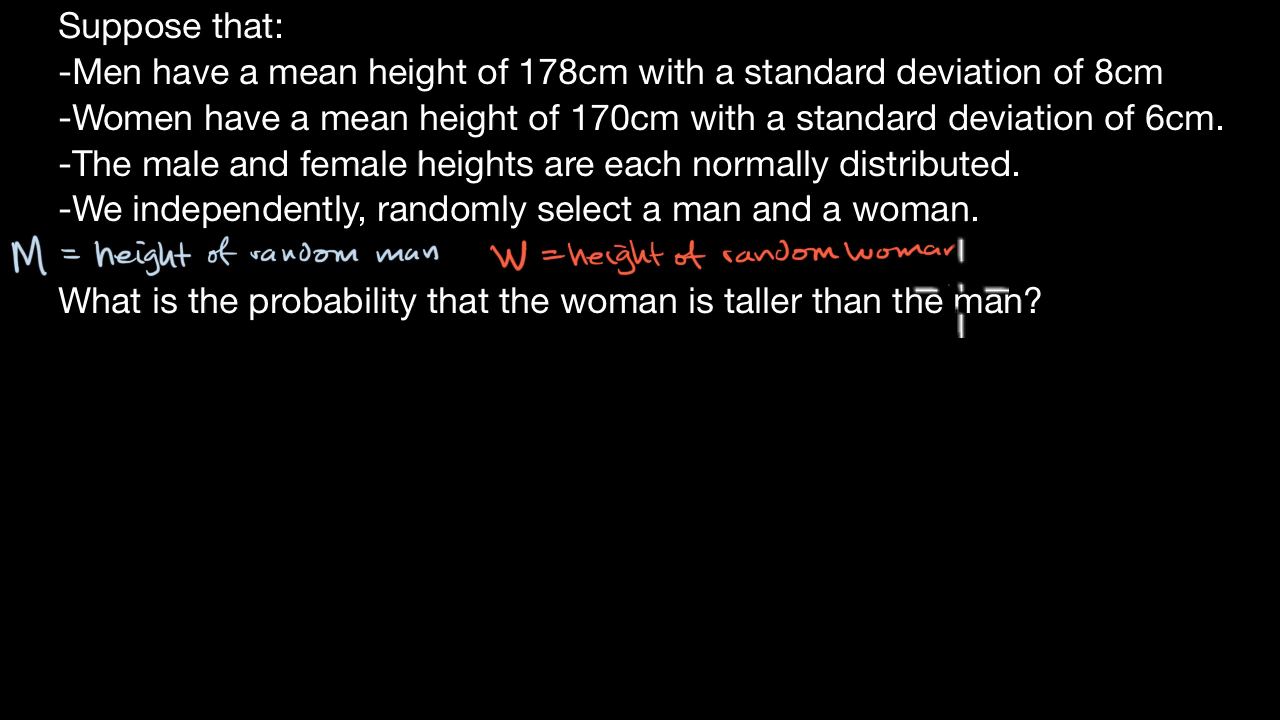 Suppose that:
-Men have a mean height of 178cm with a standard deviation of 8cm
-Women have a mean height of 170cm with a standard deviation of 6cm.
-The male and female heights are each normally distributed.
-We independently, randomly select a man and a woman.
M = height of random man W = height of random woman
What is the probability that the woman is taller than the man?